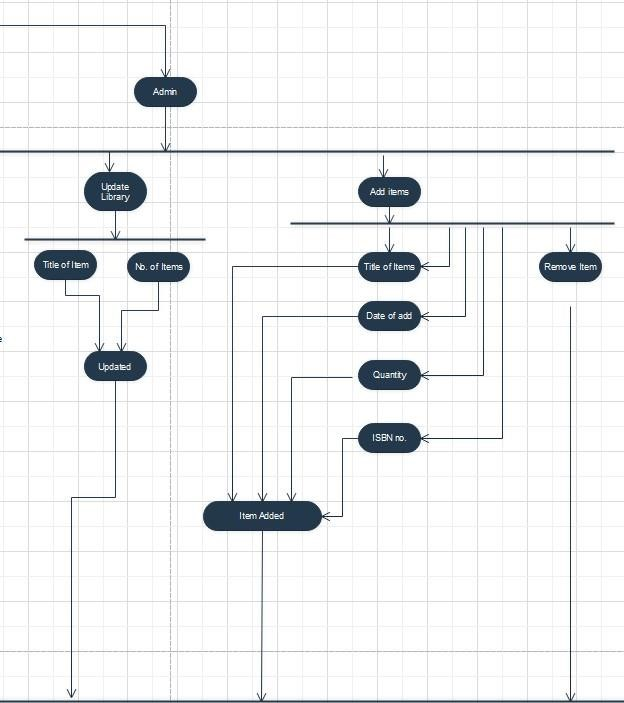 Admin
Update
Library
Add items
Title of Item
No. of Items
Title of Items
Remove Item
Date of add
Updated
Quantity
ISBN no.
Item Added